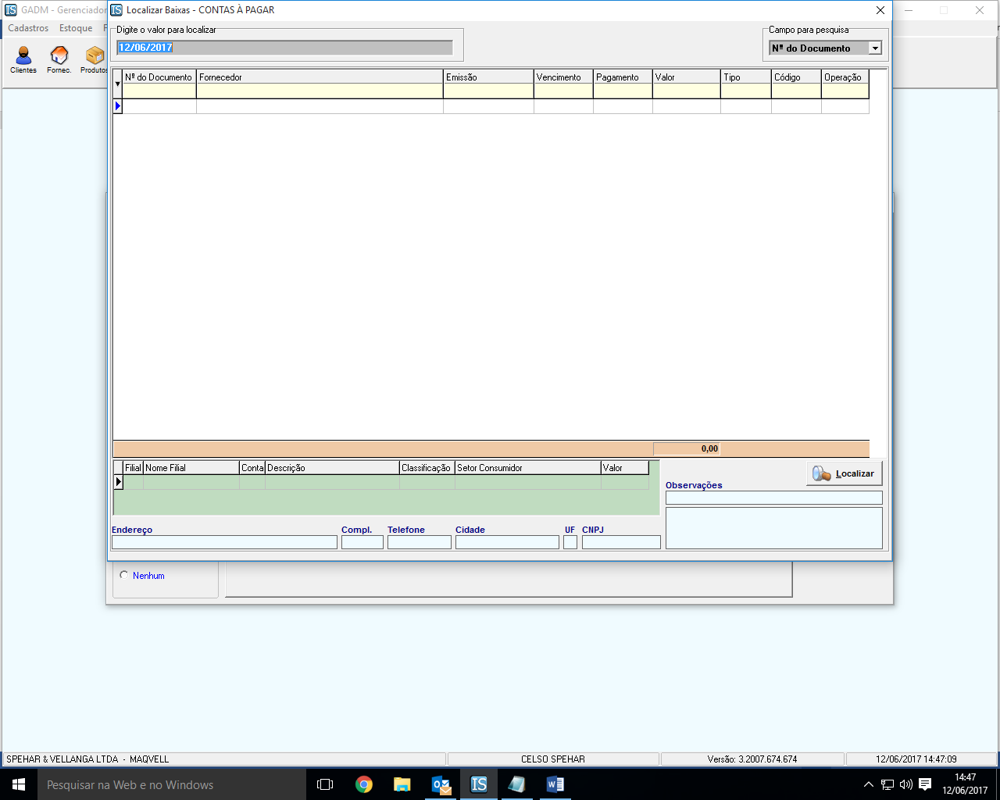 GADM - Gerenciador
Localizar Baixas - CONTAS À PAGAR
Cadastros Estoque F
Clientes Fornec. Produtos
Digite o valor para localizar
12/06/2017
Campo para pesquisa
Nº do Documento
Nº do Documento Fornecedor Emissão Vencimento Pagamento Valor Tipo Código Operação
0,00
Filial Nome Filial Conta Descrição Classificação Setor Consumidor Valor
Localizar
Observações
Endereço Compl. Telefone Cidade UF CNPJ
Nenhum
SPEHAR & VELLANGA LTDA - MAQVELL CELSO SPEHAR Versão: 3.2007.674.674 12/06/2017 14:47:09
Pesquisar na Web e no Windows
14:47
12/06/2017